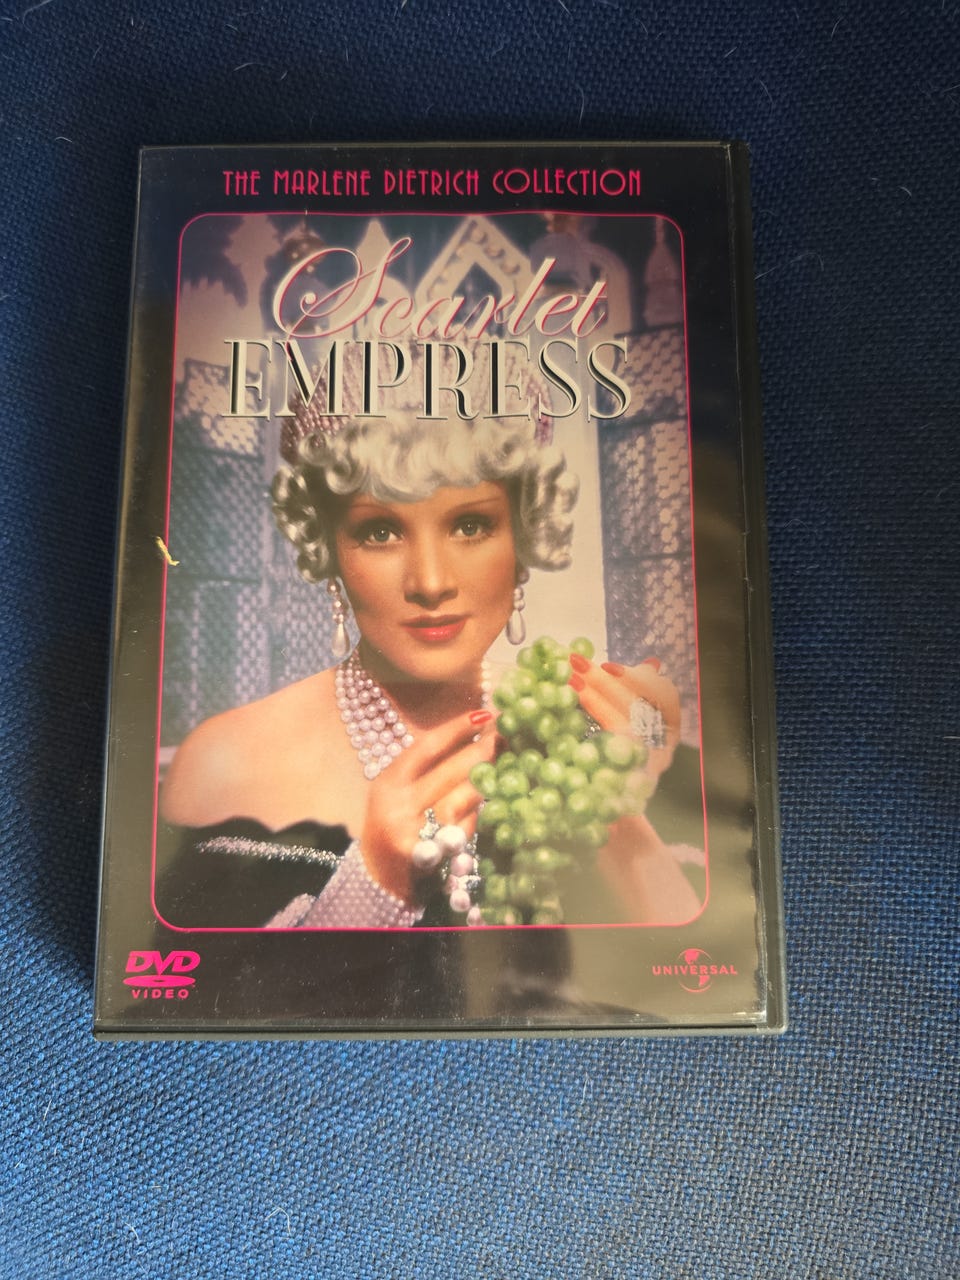 THE MARLENE DIETRICH COLLECTION
Scarlet
EMPRESS
DVD
VIDEO
UNIVERSAL